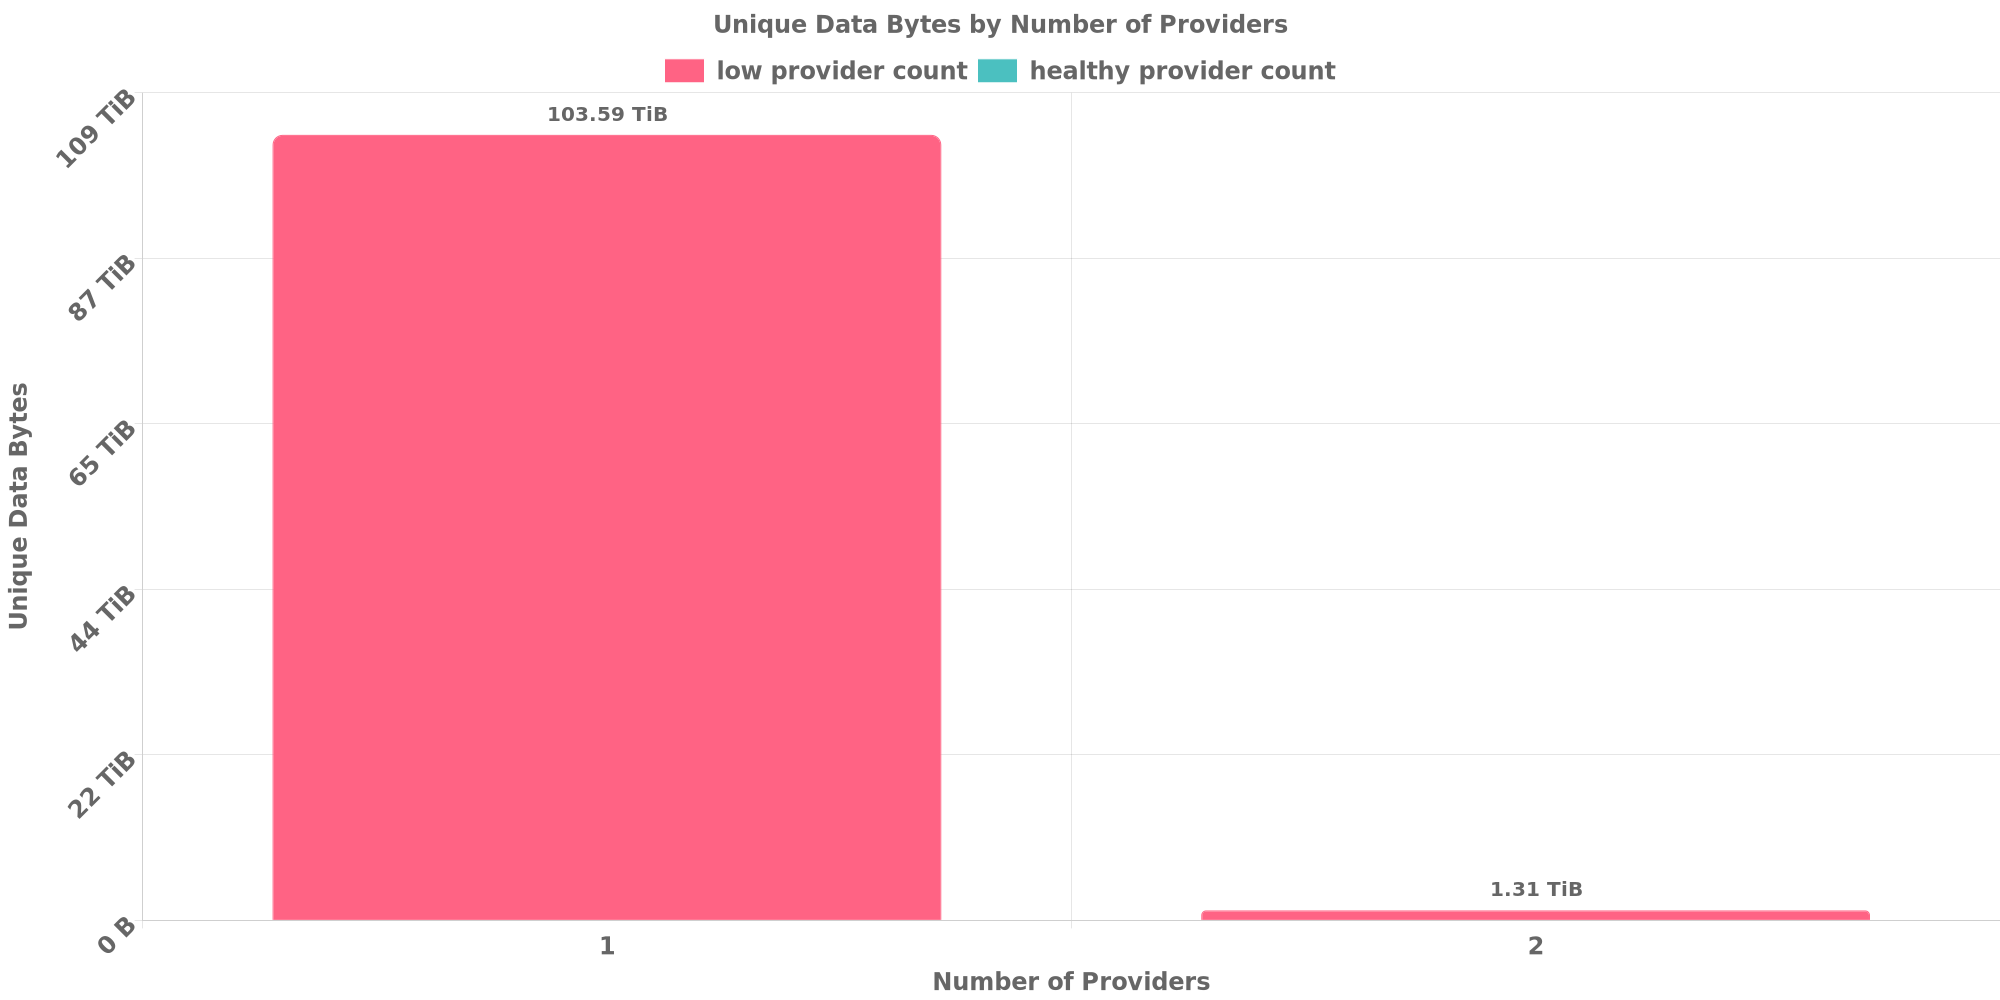 Unique Data Bytes by Number of Providers
low provider count
healthy provider count
109 TiB
87 TiB
65 TiB
44 TiB
22 TiB
0 B
Unique Data Bytes
103.59 TiB
1.31 TiB
1
2
Number of Providers